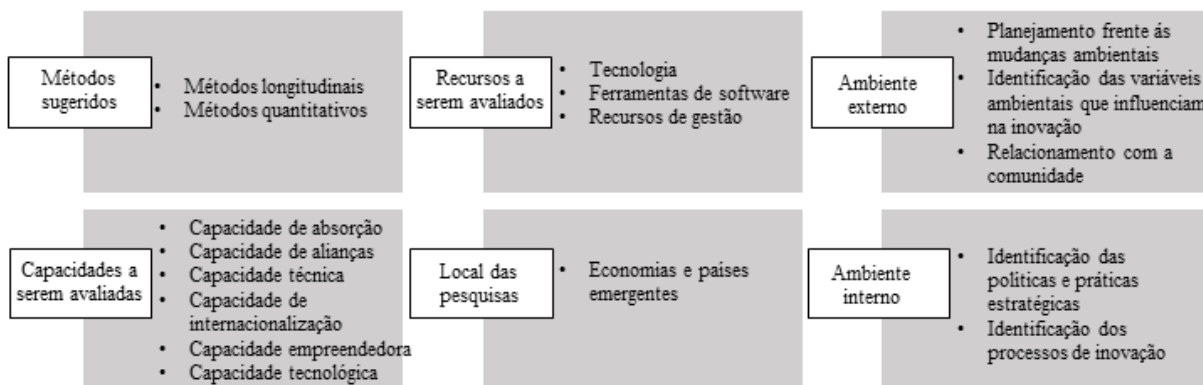 Métodos
sugeridos
• Métodos longitudinais
• Métodos quantitativos
Recursos a
serem avaliados
• Tecnologia
• Ferramentas de software
• Recursos de gestão
Ambiente
externo
• Planejamento frente ás
mudanças ambientais
• Identificação das variáveis
ambientais que influenciam
na inovação
• Relacionamento com a
comunidade
Capacidades a
serem avaliadas
• Capacidade de absorção
• Capacidade de alianças
• Capacidade técnica
• Capacidade de
internacionalização
• Capacidade empreendedora
• Capacidade tecnológica
Local das
pesquisas
• Economias e países
emergentes
Ambiente
interno
• Identificação das
políticas e práticas
estratégicas
• Identificação dos
processos de inovação